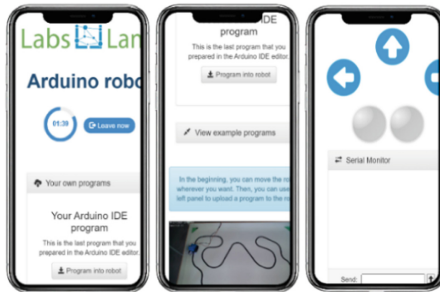 Labs Lan
Arduino robo
01:39
Leave now
Your own programs
Your Arduino IDE
program
This is the last program that you
prepared in the Arduino IDE editor.
Program into robot
IDE
program
This is the last program that you
prepared in the Arduino IDE editor.
Program into robot
View example programs
In the beginning, you can move the ro
wherever you want. Then, you can use
left panel to upload a program to the ro
Serial Monitor
Send: